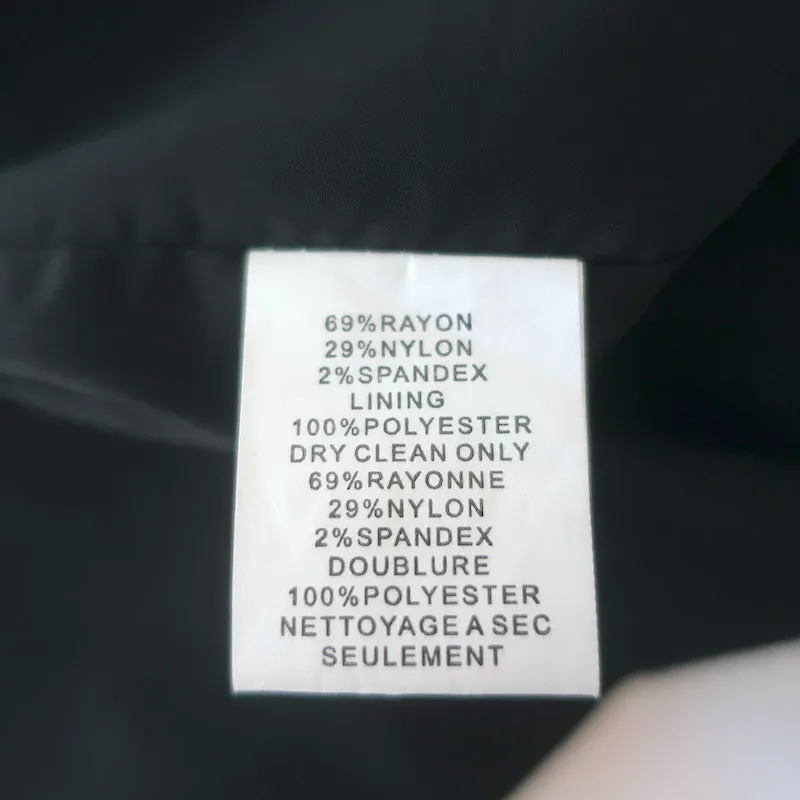 69%RAYON
29%NYLON
2%SPANDEX
LINING
100%POLYESTER
DRY CLEAN ONLY
69%RAYONNE
29%NYLON
2%SPANDEX
DOUBLURE
100%POLYESTER
NETTOYAGE A SEC
SEULEMENT